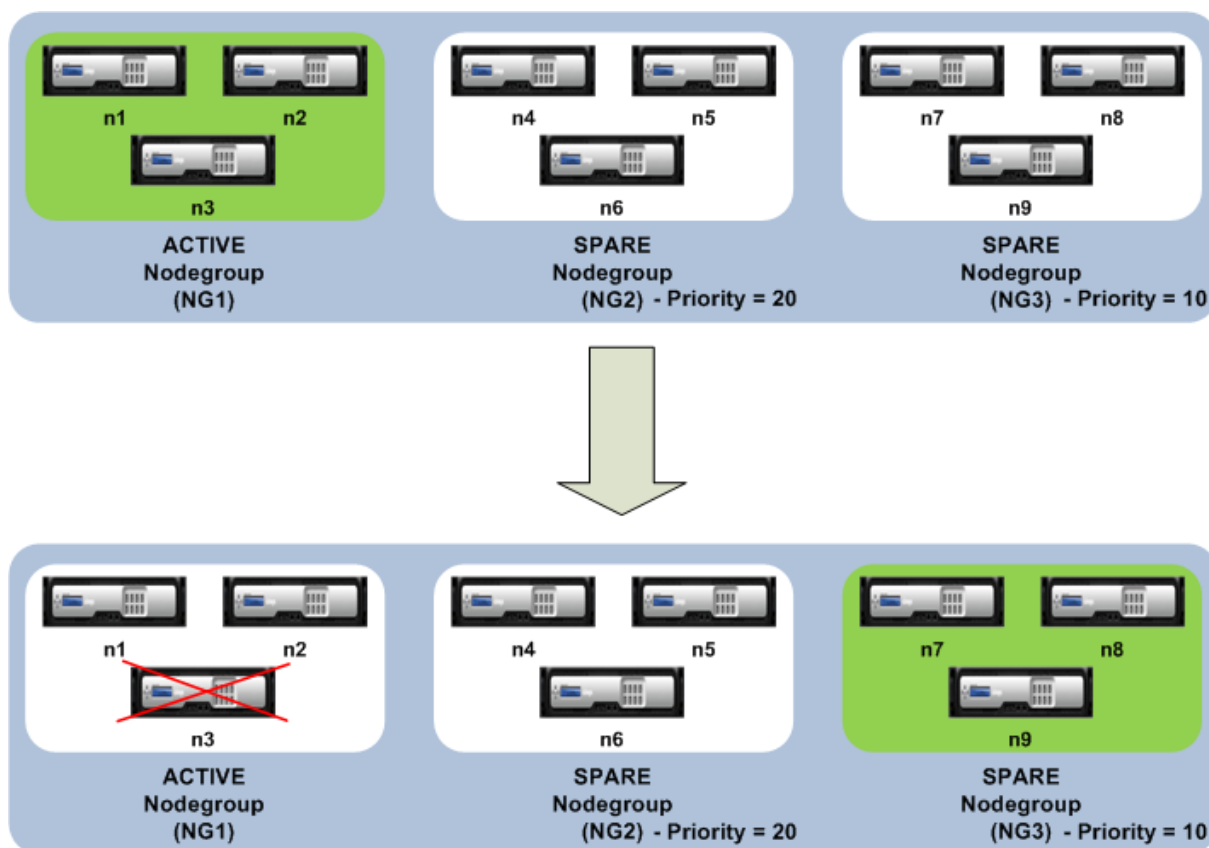 n1
n2
n4
n5
n7
n8
n3
n6
n9
ACTIVE
Nodegroup
(NG1)
SPARE
Nodegroup
(NG2) - Priority = 20
SPARE
Nodegroup
(NG3) - Priority = 10
n1
n2
n4
n5
n7
n8
n3
n6
n9
ACTIVE
Nodegroup
(NG1)
SPARE
Nodegroup
(NG2) - Priority = 20
SPARE
Nodegroup
(NG3) - Priority = 10